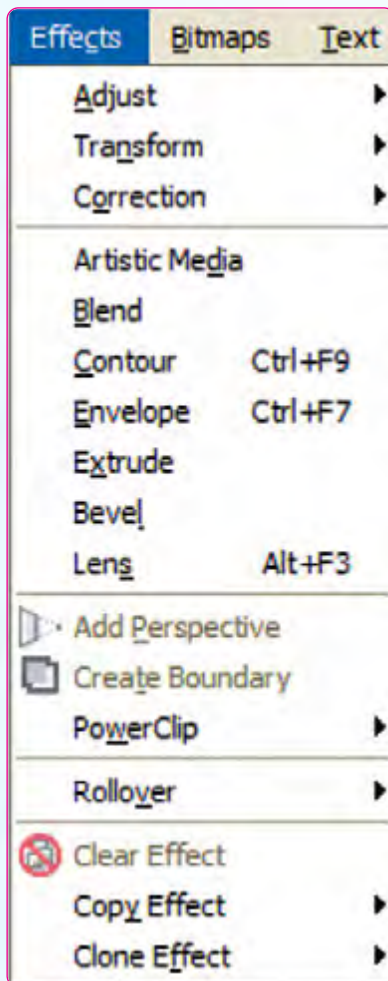 Effects Bitmaps Text
Adjust
Transform
Correction
Artistic Media
Blend
Contour Ctrl+F9
Envelope Ctrl+F7
Extrude
Bevel
Lens Alt+F3
Add Perspective
Create Boundary
PowerClip
Rollover
Clear Effect
Copy Effect
Clone Effect